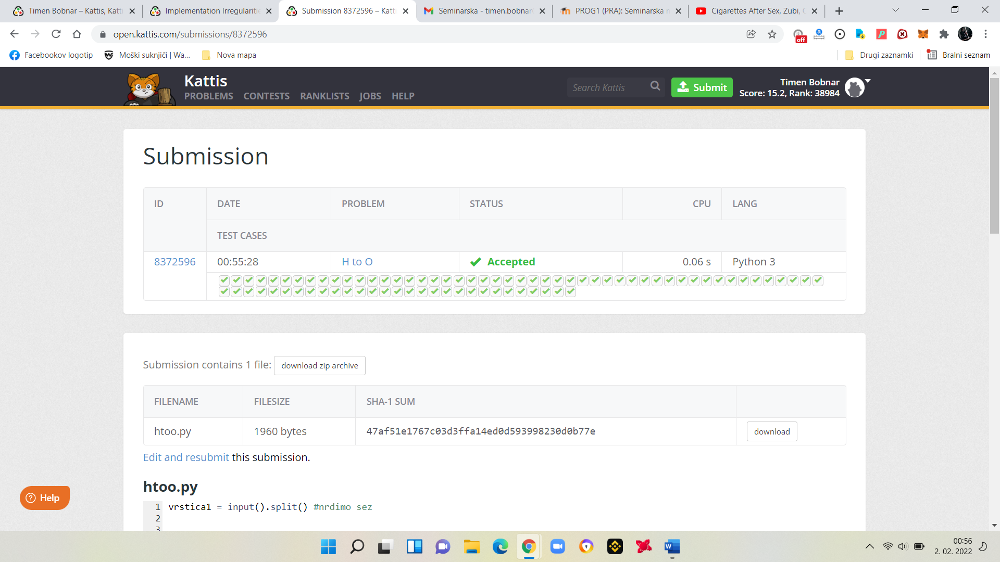 Timen Bobnar – Kattis, Katti
Implementation Irregulariti
Submission 8372596 – Katti
Seminarska - timen.bobnar
PROG1 (PRA): Seminarska n
Cigarettes After Sex, Zubi,
open.kattis.com/submissions/8372596
off
Facebookov logotip
Moški suknjiči | Wa...
Nova mapa
Drugi zaznamki
Bralni seznam
Kattis
PROBLEMS CONTESTS RANKLISTS JOBS HELP
Search Kattis
Submit
Timen Bobnar
Score: 15.2, Rank: 38984
Submission
ID DATE PROBLEM STATUS CPU LANG
TEST CASES
8372596 00:55:28 H to O Accepted 0.06 s Python 3
Submission contains 1 file: download zip archive
FILENAME FILESIZE SHA-1 SUM
htoo.py 1960 bytes 47af51e1767c03d3ffa14ed0d593998230d0b77e download
Edit and resubmit this submission.
htoo.py
1 vrstica1 = input().split() #nrdimo sez
2
3
Help
00:56
2. 02. 2022